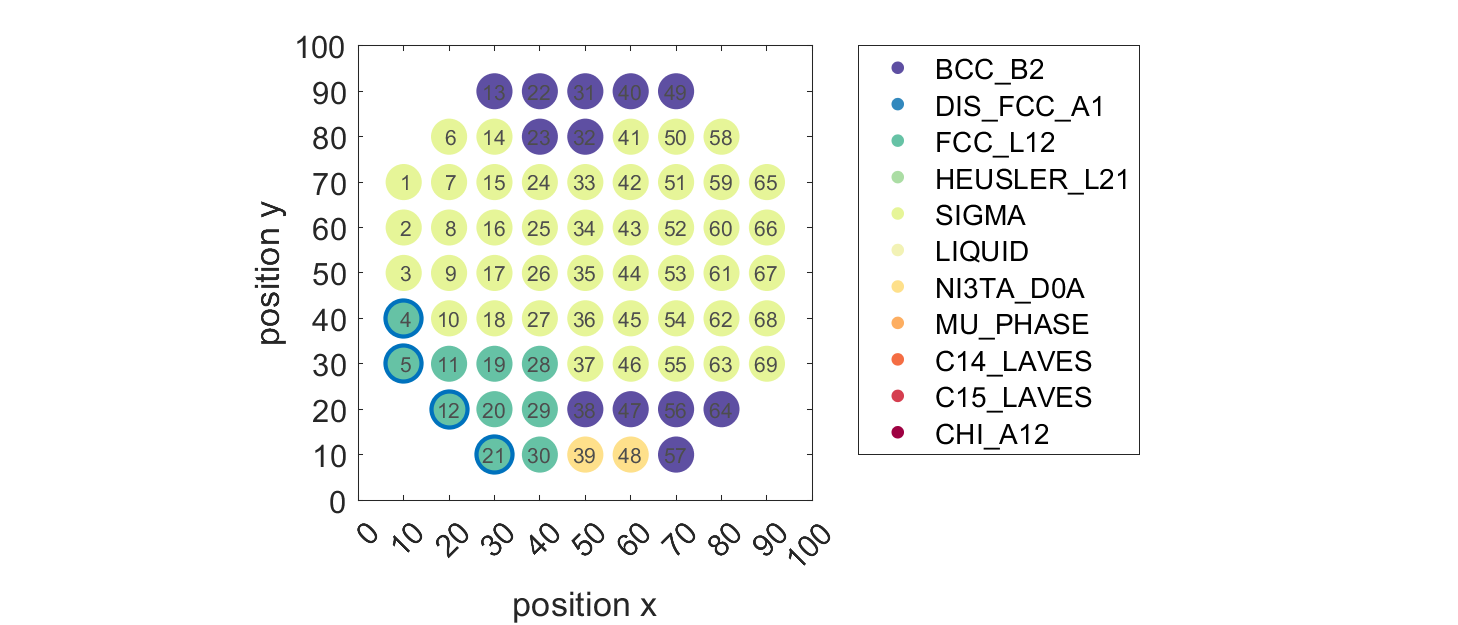 100
90 13 22 31 40 49
80 6 14 23 32 41 50 58
70 1 7 15 24 33 42 51 59 65
60 2 8 16 25 34 43 52 60 66
50 3 9 17 26 35 44 53 61 67
40 4 10 18 27 36 45 54 62 68
30 5 11 19 28 37 46 55 63 69
20 12 20 29 38 47 56 64
10 21 30 39 48 57
0
0 10 20 30 40 50 60 70 80 90 100
position x
position y
BCC_B2
DIS_FCC_A1
FCC_L12
HEUSLER_L21
SIGMA
LIQUID
NI3TA_D0A
MU_PHASE
C14_LAVES
C15_LAVES
CHI_A12